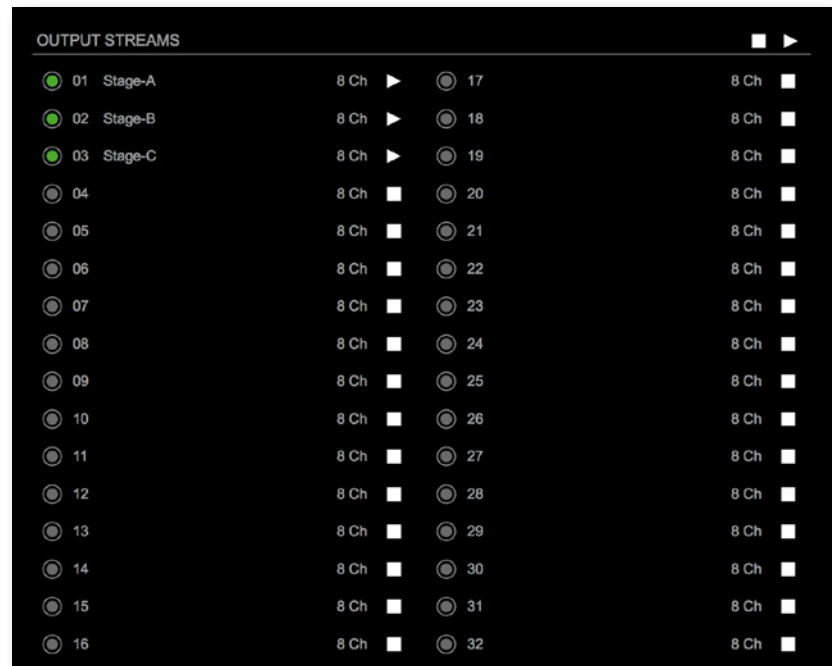 OUTPUT STREAMS
01 Stage-A 8 Ch 17 8 Ch
02 Stage-B 8 Ch 18 8 Ch
03 Stage-C 8 Ch 19 8 Ch
04 8 Ch 20 8 Ch
05 8 Ch 21 8 Ch
06 8 Ch 22 8 Ch
07 8 Ch 23 8 Ch
08 8 Ch 24 8 Ch
09 8 Ch 25 8 Ch
10 8 Ch 26 8 Ch
11 8 Ch 27 8 Ch
12 8 Ch 28 8 Ch
13 8 Ch 29 8 Ch
14 8 Ch 30 8 Ch
15 8 Ch 31 8 Ch
16 8 Ch 32 8 Ch